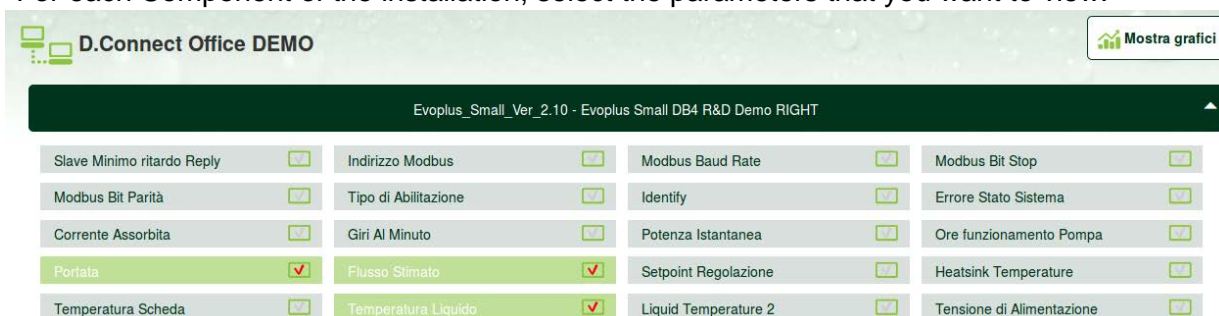 For each Component of the installation, select the parameters that you want to view.
D.Connect Office DEMO
Mostra grafici
Evoplus_Small_Ver_2.10 - Evoplus Small DB4 R&D Demo RIGHT
Slave Minimo ritardo Reply Indirizzo Modbus Modbus Baud Rate Modbus Bit Stop
Modbus Bit Parità Tipo di Abilitazione Identify Errore Stato Sistema
Corrente Assorbita Giri Al Minuto Potenza Istantanea Ore funzionamento Pompa
Portata Flusso Stimato Setpoint Regolazione Heatsink Temperature
Temperatura Scheda Temperatura Liquido Liquid Temperature 2 Tensione di Alimentazione